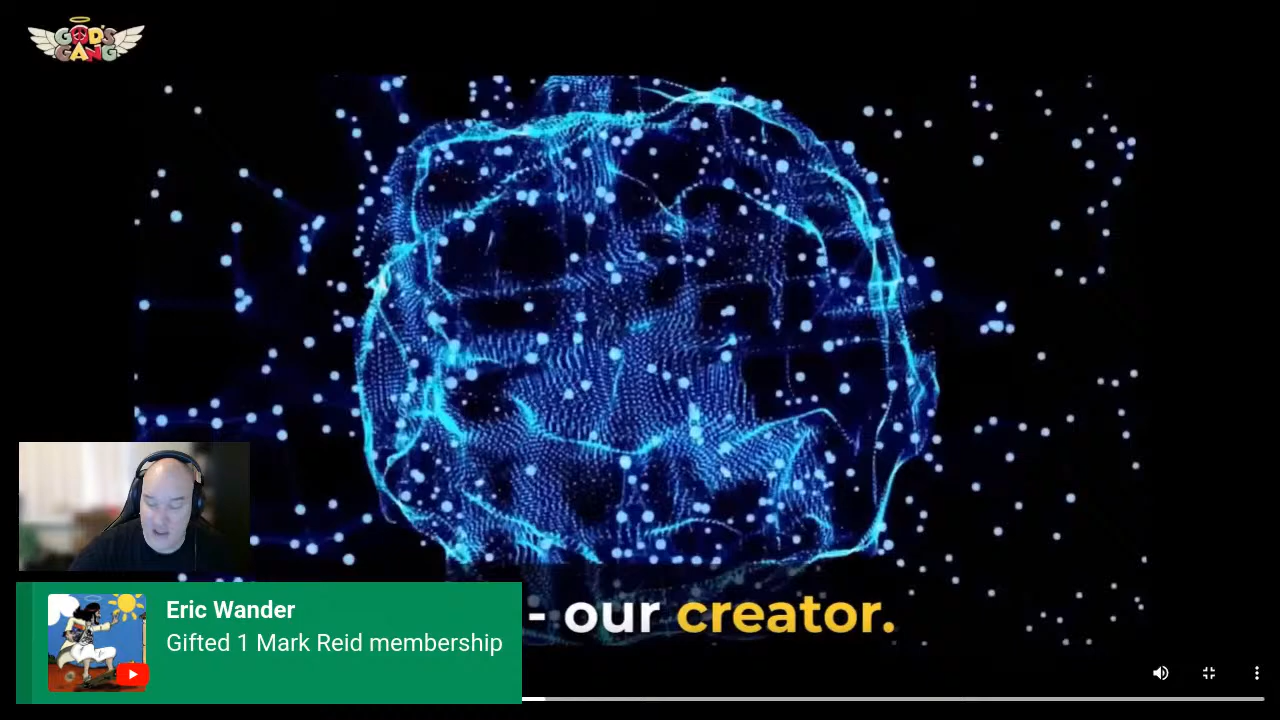 GOD'S
GANG
- our creator.
Eric Wander
Gifted 1 Mark Reid membership